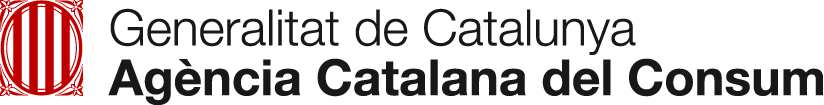 Generalitat de Catalunya
Agència Catalana del Consum